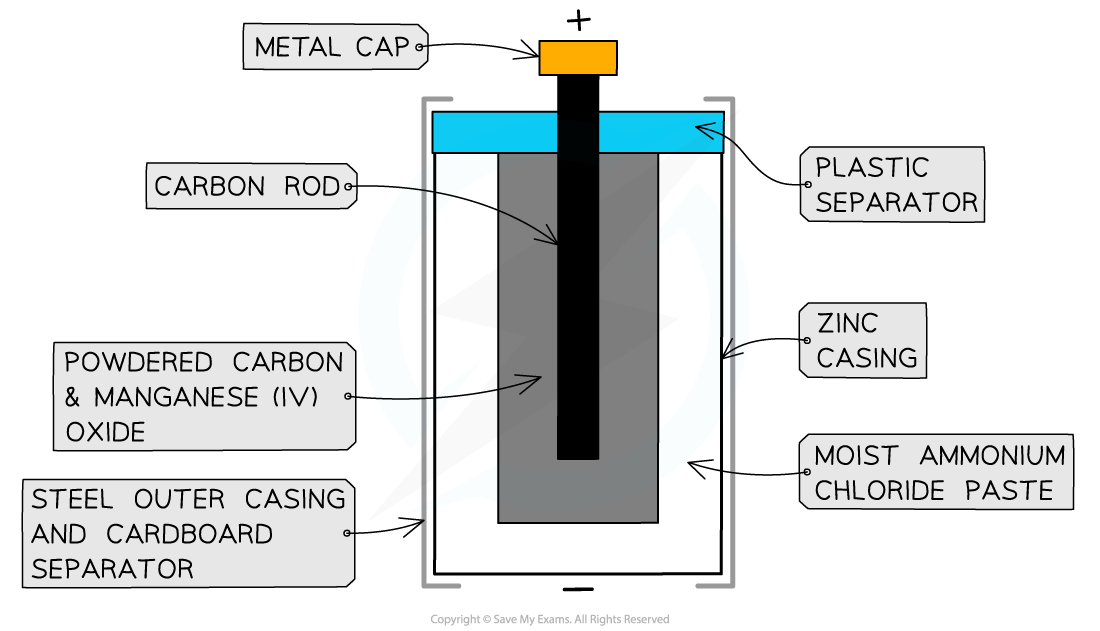 +
METAL CAP
CARBON ROD
PLASTIC
SEPARATOR
ZINC
CASING
POWDERED CARBON
& MANGANESE (IV)
OXIDE
MOIST AMMONIUM
CHLORIDE PASTE
STEEL OUTER CASING
AND CARDBOARD
SEPARATOR
−
Copyright © Save My Exams. All Rights Reserved